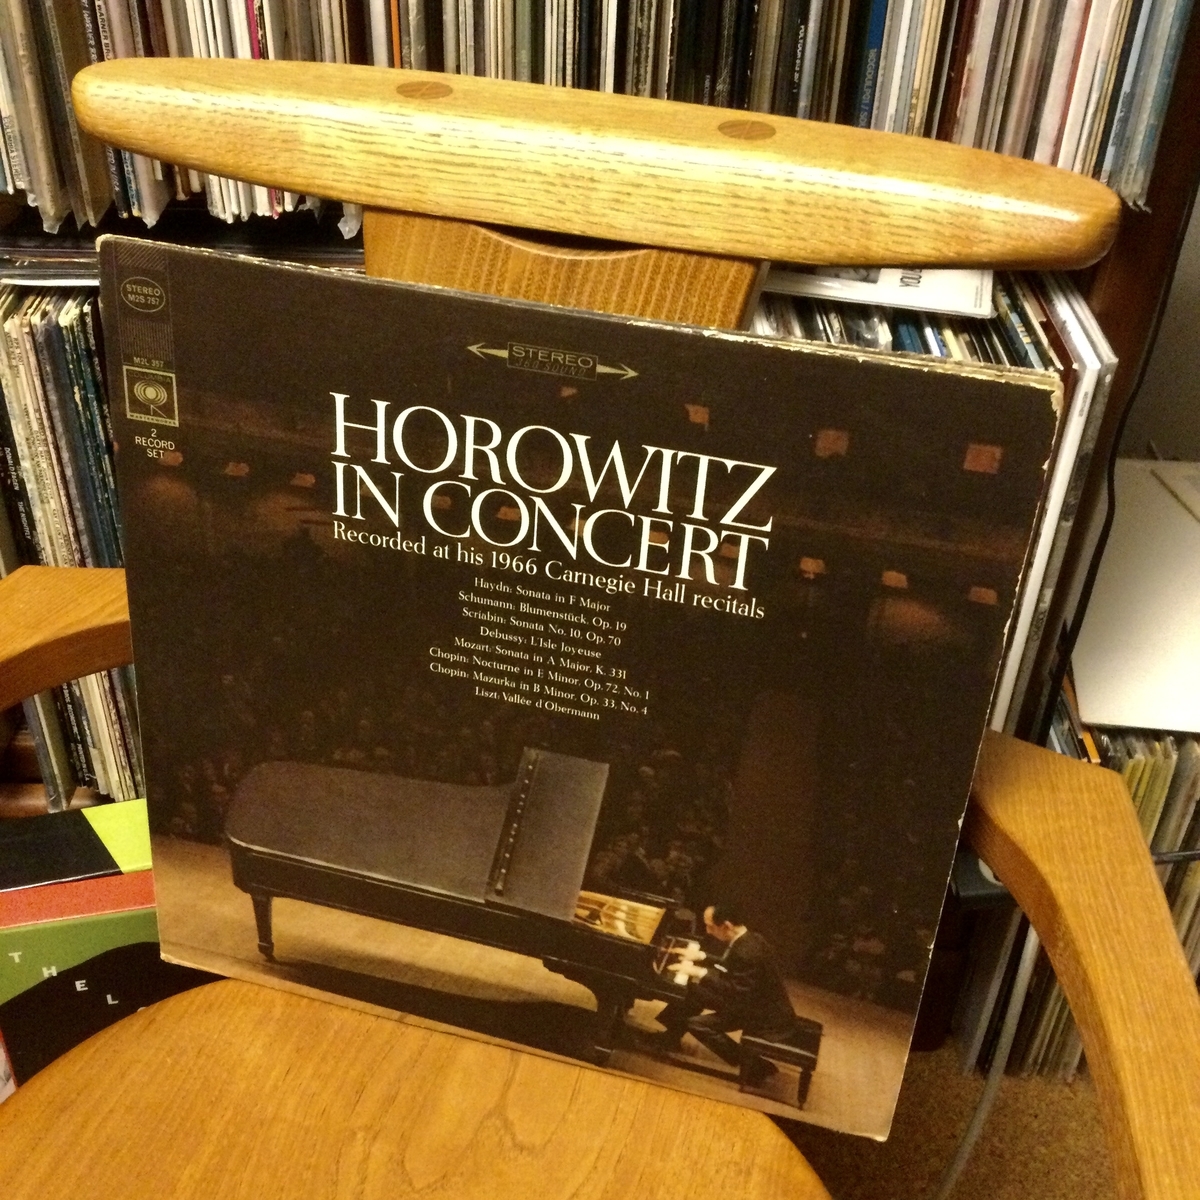 STEREO
M2S 757
M2L 357
MASTERWORKS
2
RECORD
SET
STEREO
360 SOUND
HOROWITZ
IN CONCERT
Recorded at his 1966 Carnegie Hall recitals
Haydn: Sonata in F Major
Schumann: Blumenstück, Op. 19
Scriabin: Sonata No. 10, Op. 70
Debussy: L'Isle Joyeuse
Mozart: Sonata in A Major, K. 331
Chopin: Nocturne in E Minor, Op. 72, No. 1
Chopin: Mazurka in B Minor, Op. 33, No. 4
Liszt: Vallée d'Obermann
T H E L